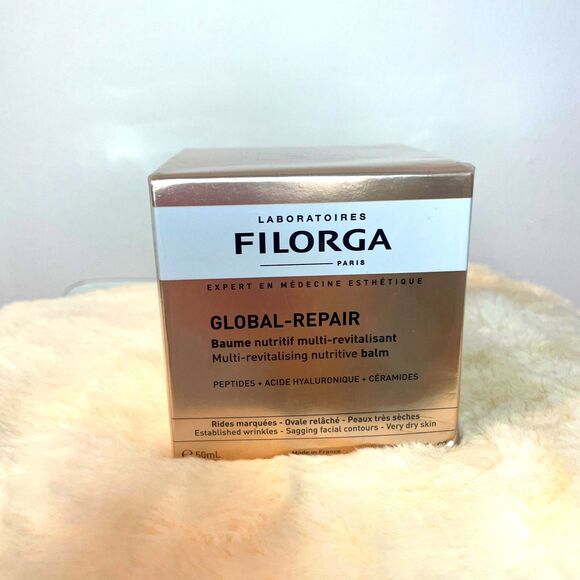 LABORATOIRES
FILORGA
PARIS
EXPERT EN MÉDECINE ESTHÉTIQUE
GLOBAL-REPAIR
Baume nutritif multi-revitalisant
Multi-revitalising nutritive balm
PEPTIDES + ACIDE HYALURONIQUE + CÉRAMIDES
Rides marquées - Ovale relâché - Peaux très sèches
Established wrinkles - Sagging facial contours - Very dry skin
℮ 50mL
Made in France